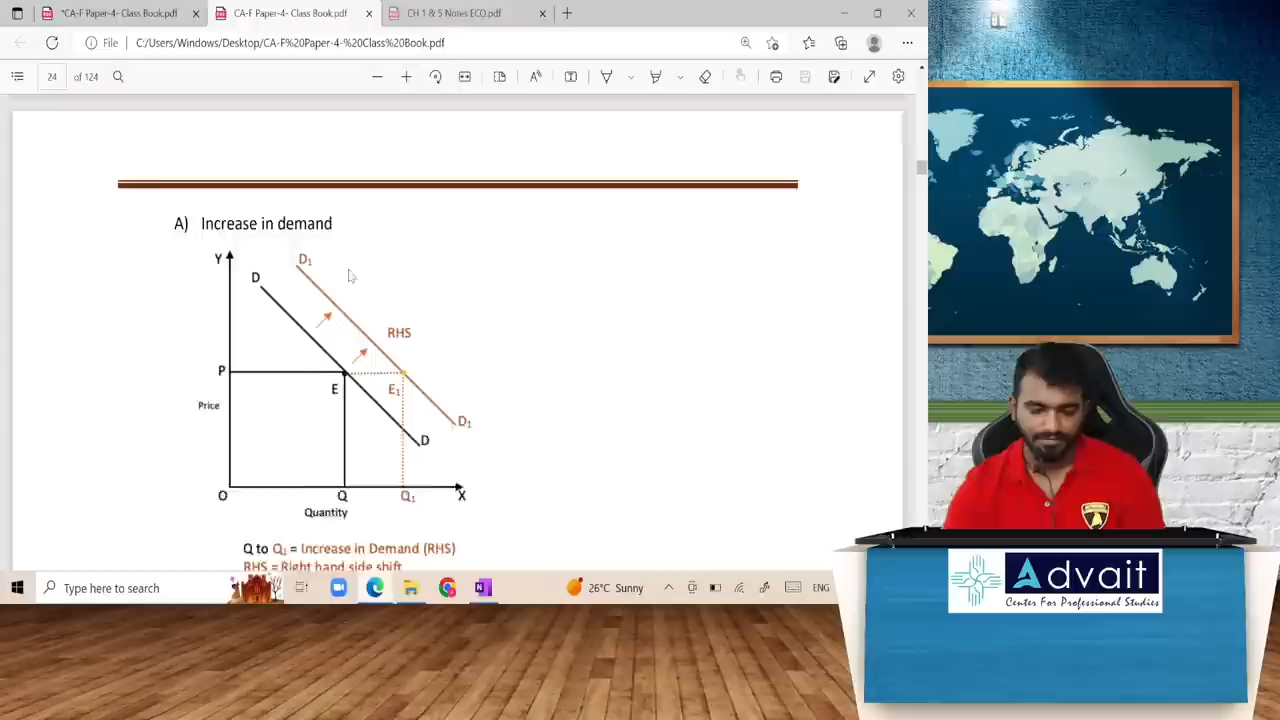 *CA-F Paper-4- Class Book.pdf
CA-F Paper-4- Class Book.pdf
CH 1 & 5 Notes ECO.pdf
File C:/Users/Windows/Desktop/CA-F%20Paper-4-%20Class%20Book.pdf
24 of 124
A) Increase in demand
Y
D1
D
RHS
P
E
E1
Price
D1
D
O
Q
Q1
X
Quantity
Q to Q1 = Increase in Demand (RHS)
RHS = Right hand side shift
Type here to search
26°C Sunny
ENG
Advait
Center For Professional Studies